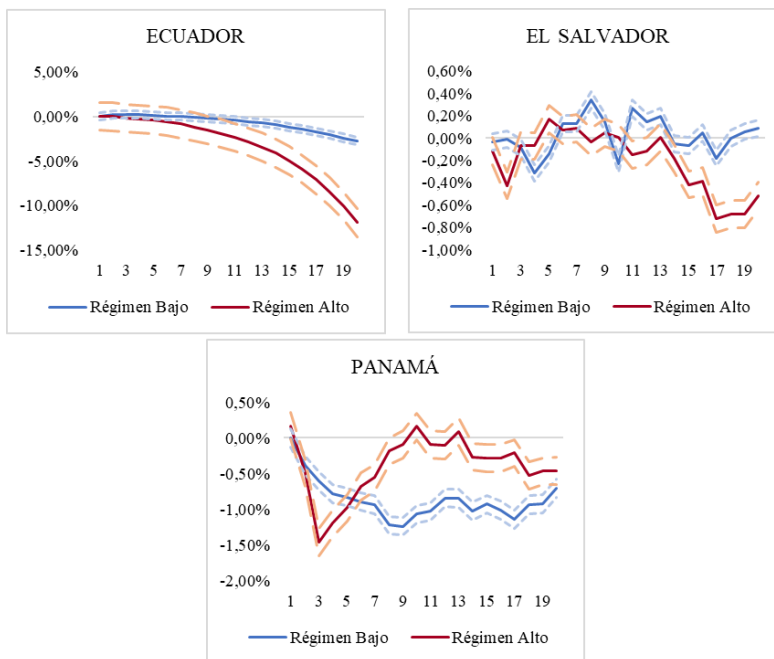 ECUADOR
5,00%
0,00%
-5,00%
-10,00%
-15,00%
1 3 5 7 9 11 13 15 17 19
Régimen Bajo Régimen Alto
EL SALVADOR
0,60%
0,40%
0,20%
0,00%
-0,20%
-0,40%
-0,60%
-0,80%
-1,00%
1 3 5 7 9 11 13 15 17 19
Régimen Bajo Régimen Alto
PANAMÁ
0,50%
0,00%
-0,50%
-1,00%
-1,50%
-2,00%
1 3 5 7 9 11 13 15 17 19
Régimen Bajo Régimen Alto